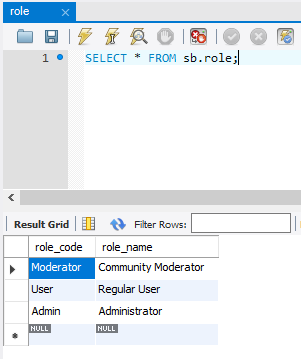 role
1 SELECT * FROM sb.role;
Result Grid Filter Rows:
role_code role_name
Moderator Community Moderator
User Regular User
Admin Administrator
NULL NULL